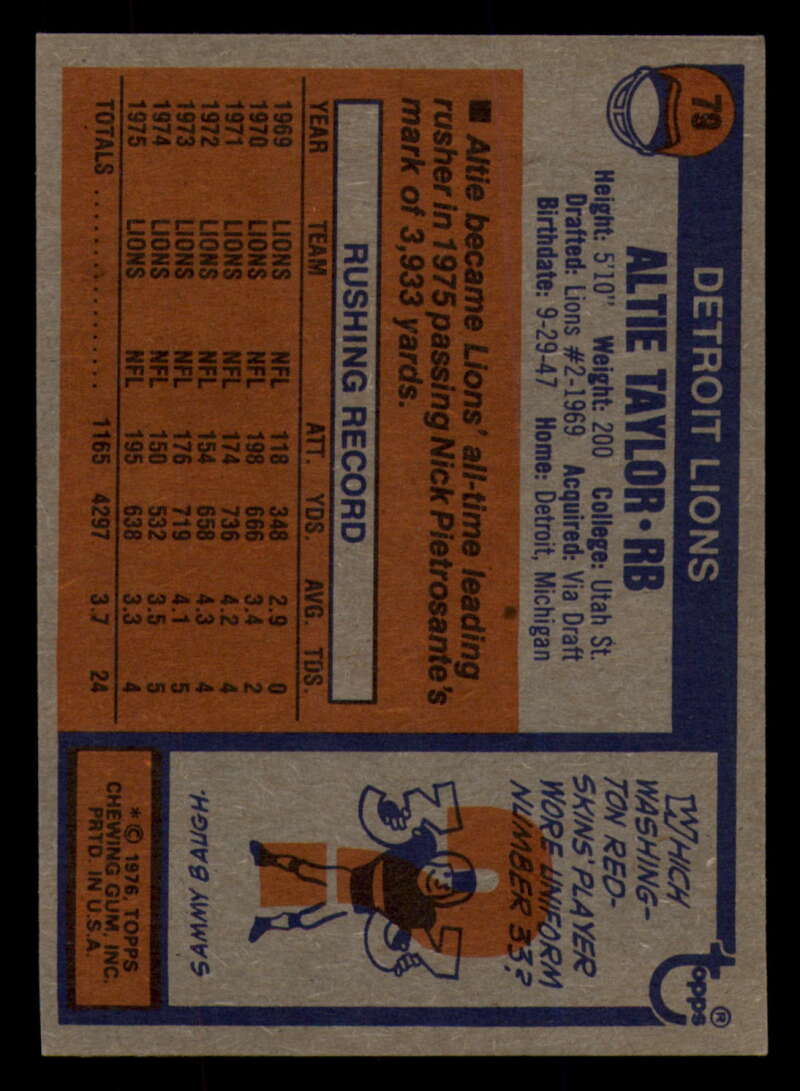 79
DETROIT LIONS
ALTIE TAYLOR • RB
Height: 5'10" Weight: 200 College: Utah St.
Drafted: Lions #2-1969 Acquired: Via Draft
Birthdate: 9-29-47 Home: Detroit, Michigan
■ Altie became Lions' all-time leading
rusher in 1975 passing Nick Pietrosante's
mark of 3,933 yards.
RUSHING RECORD
YEAR TEAM ATT. YDS. AVG. TDS.
1969 LIONS NFL 118 348 2.9 0
1970 LIONS NFL 198 666 3.4 2
1971 LIONS NFL 174 736 4.2 4
1972 LIONS NFL 154 658 4.3 4
1973 LIONS NFL 176 719 4.1 5
1974 LIONS NFL 150 532 3.5 5
1975 LIONS NFL 195 638 3.3 4
TOTALS .................. 1165 4297 3.7 24
topps®
WHICH
WASHING-
TON RED-
SKINS' PLAYER
WORE UNIFORM
NUMBER 33?
33
SAMMY BAUGH.
* © 1976, TOPPS
CHEWING GUM, INC.
PRTD. IN U.S.A.